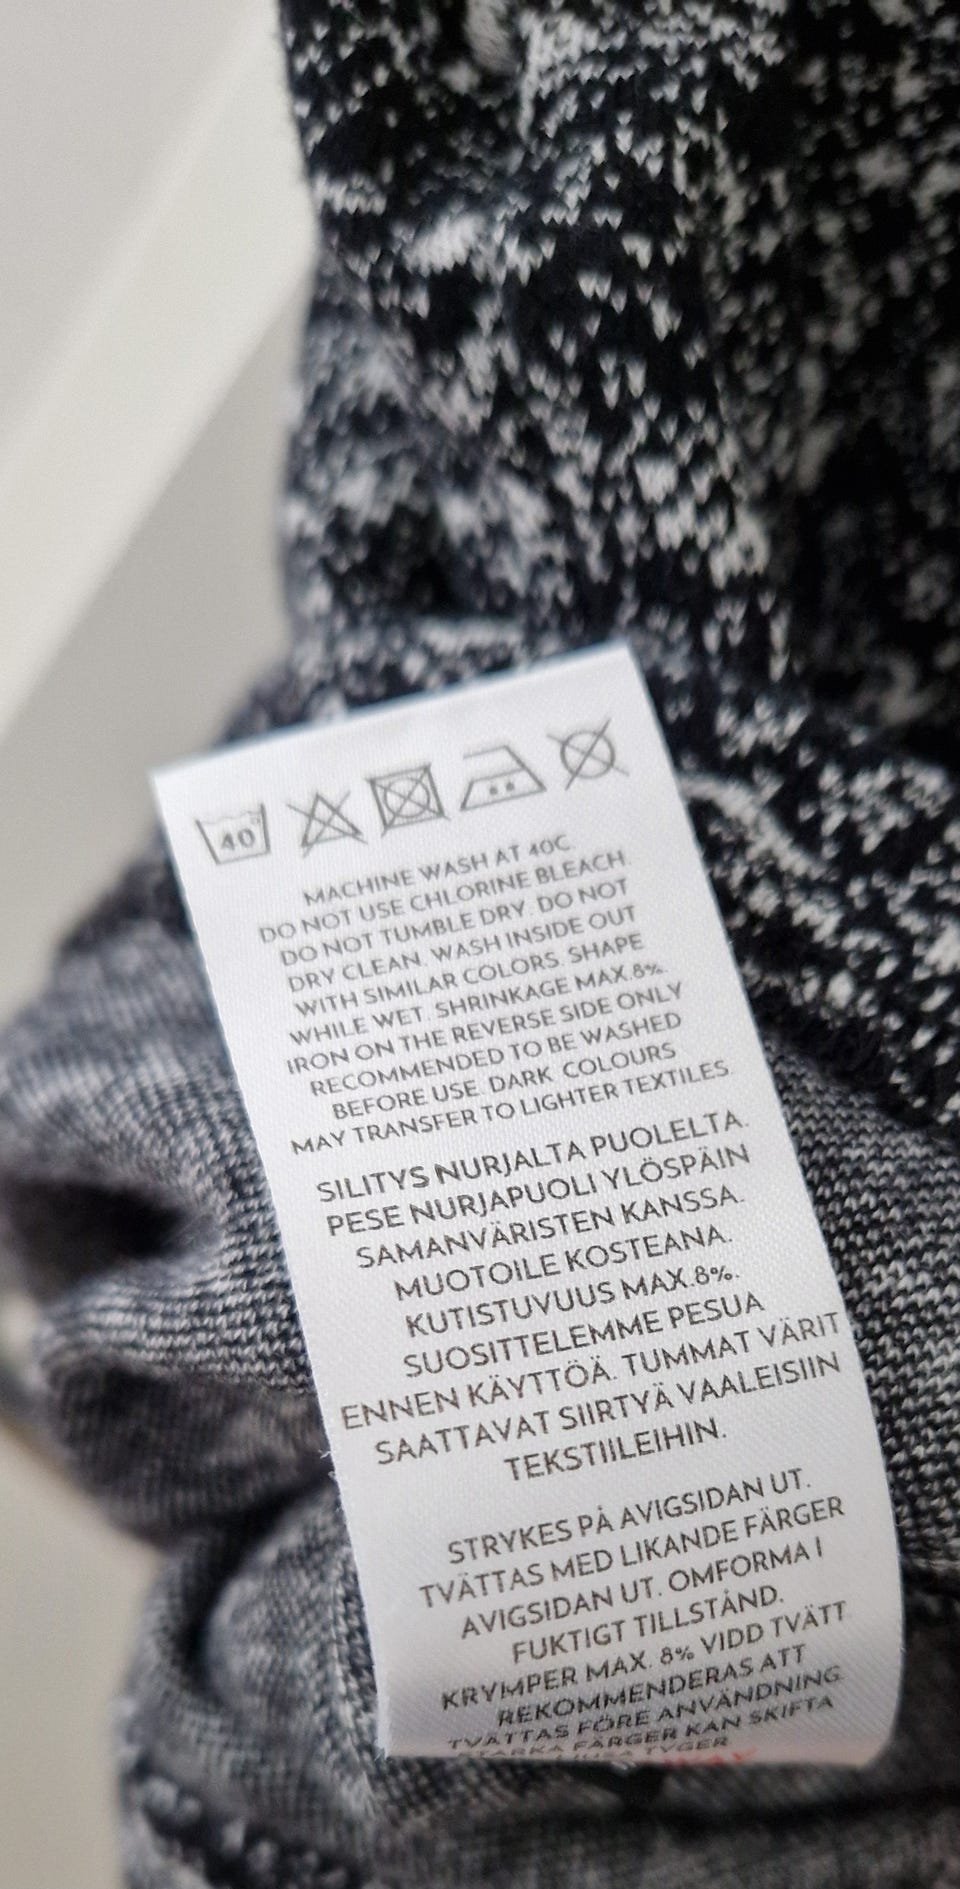 40°
MACHINE WASH AT 40C.
DO NOT USE CHLORINE BLEACH.
DO NOT TUMBLE DRY. DO NOT
DRY CLEAN. WASH INSIDE OUT
WITH SIMILAR COLORS. SHAPE
WHILE WET. SHRINKAGE MAX.8%.
IRON ON THE REVERSE SIDE ONLY
RECOMMENDED TO BE WASHED
BEFORE USE. DARK COLOURS
MAY TRANSFER TO LIGHTER TEXTILES.
SILITYS NURJALTA PUOLELTA.
PESE NURJAPUOLI YLÖSPÄIN
SAMANVÄRISTEN KANSSA.
MUOTOILE KOSTEANA.
KUTISTUVUUS MAX.8%.
SUOSITTELEMME PESUA
ENNEN KÄYTTÖÄ. TUMMAT VÄRIT
SAATTAVAT SIIRTYÄ VAALEISIIN
TEKSTIILEIHIN.
STRYKES PÅ AVIGSIDAN UT.
TVÄTTAS MED LIKANDE FÄRGER
AVIGSIDAN UT. OMFORMA I
FUKTIGT TILLSTÅND.
KRYMPER MAX. 8% VIDD TVÄTT
REKOMMENDERAS ATT
TVÄTTAS FÖRE ANVÄNDNING
STARKA FÄRGER KAN SKIFTA
TYGER